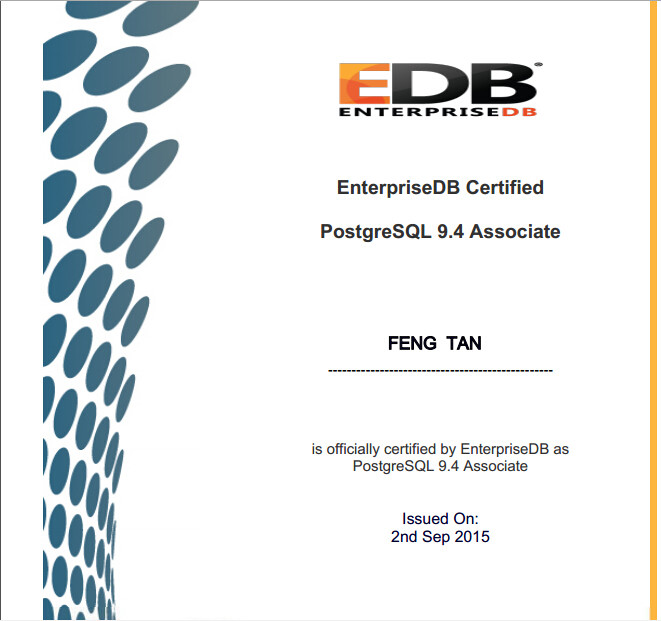 EDB
ENTERPRISEDB
EnterpriseDB Certified
PostgreSQL 9.4 Associate
FENG TAN
------------------------------------------------
is officially certified by EnterpriseDB as
PostgreSQL 9.4 Associate
Issued On:
2nd Sep 2015